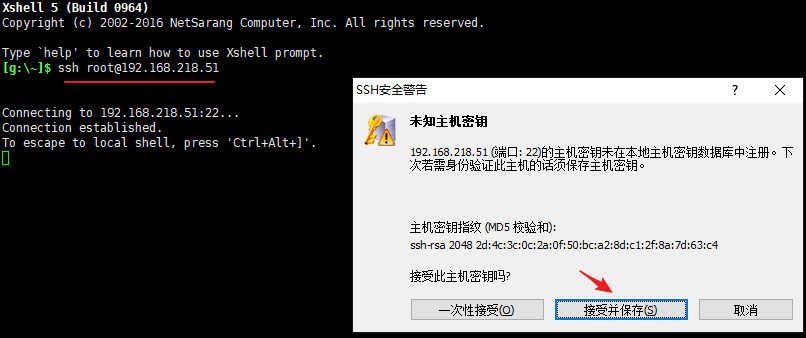 Xshell 5 (Build 0964)
Copyright (c) 2002-2016 NetSarang Computer, Inc. All rights reserved.
Type `help' to learn how to use Xshell prompt.
[g:\~]$ ssh root@192.168.218.51
Connecting to 192.168.218.51:22...
Connection established.
To escape to local shell, press 'Ctrl+Alt+]'.
SSH安全警告
未知主机密钥
192.168.218.51 (端口: 22)的主机密钥未在本地主机密钥数据库中注册。下
次若需身份验证此主机的话须保存主机密钥。
主机密钥指纹 (MD5 校验和):
ssh-rsa 2048 2d:4c:3c:0c:2a:0f:50:bc:a2:8d:c1:2f:8a:7d:63:c4
接受此主机密钥吗?
一次性接受(O)
接受并保存(S)
取消